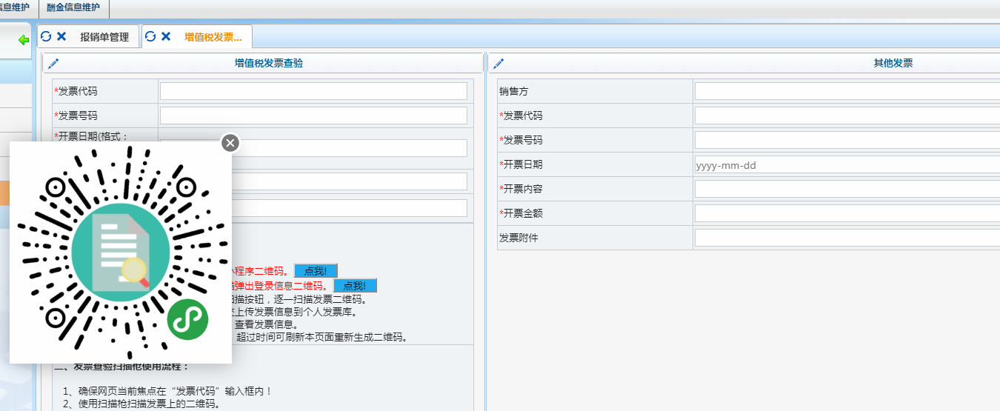 信息维护 酬金信息维护
报销单管理 增值税发票...
增值税发票查验
*发票代码
*发票号码
*开票日期(格式：
小程序二维码。 点我!
弹出登录信息二维码。 点我!
扫描按钮，逐一扫描发票二维码。
上传发票信息到个人发票库。
查看发票信息。
超过时间可刷新本页面重新生成二维码。
二、发票查验扫描枪使用流程：
1、确保网页当前焦点在“发票代码”输入框内！
2、使用扫描枪扫描发票上的二维码。
其他发票
销售方
*发票代码
*发票号码
*开票日期 yyyy-mm-dd
*开票内容
*开票金额
发票附件